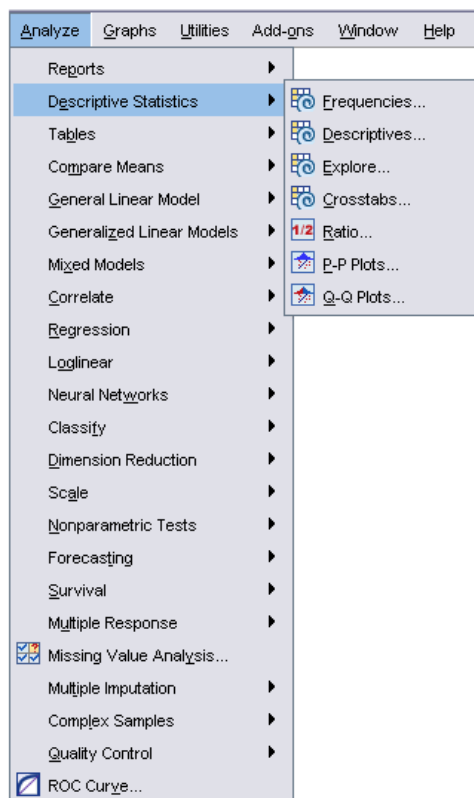 Analyze Graphs Utilities Add-ons Window Help
Reports
Descriptive Statistics
Tables
Compare Means
General Linear Model
Generalized Linear Models
Mixed Models
Correlate
Regression
Loglinear
Neural Networks
Classify
Dimension Reduction
Scale
Nonparametric Tests
Forecasting
Survival
Multiple Response
Missing Value Analysis...
Multiple Imputation
Complex Samples
Quality Control
ROC Curve...
Frequencies...
Descriptives...
Explore...
Crosstabs...
1/2 Ratio...
P-P Plots...
Q-Q Plots...